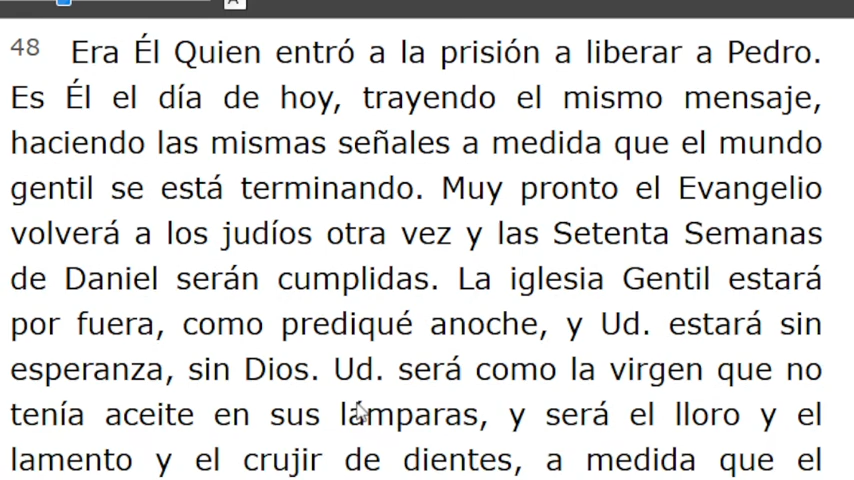 48 Era Él Quien entró a la prisión a liberar a Pedro.
Es Él el día de hoy, trayendo el mismo mensaje,
haciendo las mismas señales a medida que el mundo
gentil se está terminando. Muy pronto el Evangelio
volverá a los judíos otra vez y las Setenta Semanas
de Daniel serán cumplidas. La iglesia Gentil estará
por fuera, como prediqué anoche, y Ud. estará sin
esperanza, sin Dios. Ud. será como la virgen que no
tenía aceite en sus lámparas, y será el lloro y el
lamento y el crujir de dientes, a medida que el